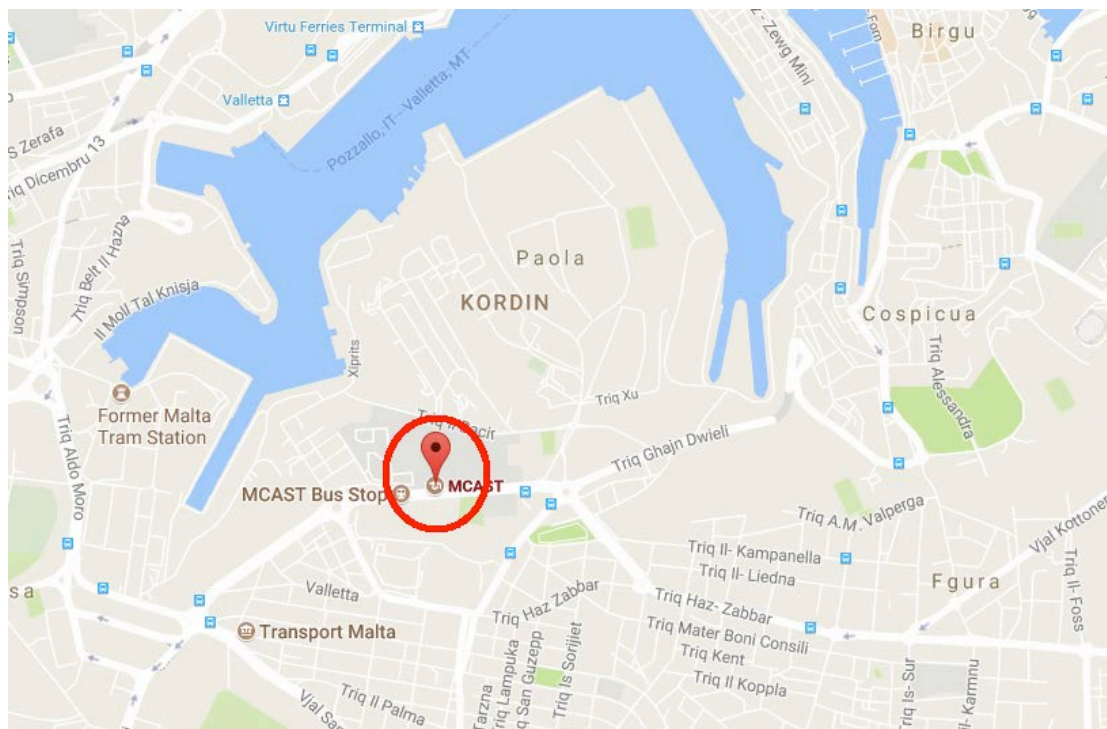 Virtu Ferries Terminal
Birgu
Z - Zewg Mini
Valletta
Pozzallo, IT - Valletta, MT
S Zerafa
Triq Dicembru 13
Triq Simpson
Triq Belt Il Hazna
Il Moll Tal Knisja
Paola
KORDIN
Cospicua
Xiprits
Triq Alessandra
Former Malta
Tram Station
Triq Xu
Triq Aldo Moro
Triq Ghajn Dwieli
MCAST Bus Stop
MCAST
Triq A.M. Valperga
Vjal Kottoner
Triq Il- Kampanella
Triq Il- Liedna
Triq Il- Foss
Fgura
Valletta
Triq Haz Zabbar
Triq Haz- Zabbar
Transport Malta
Triq Mater Boni Consili
Triq Kent
Triq Il Koppla
Triq Lampuka
San Guzepp
Triq Is Sorijiet
Tarzna
Triq Il Palma
Triq Is- Sur
Karmnu